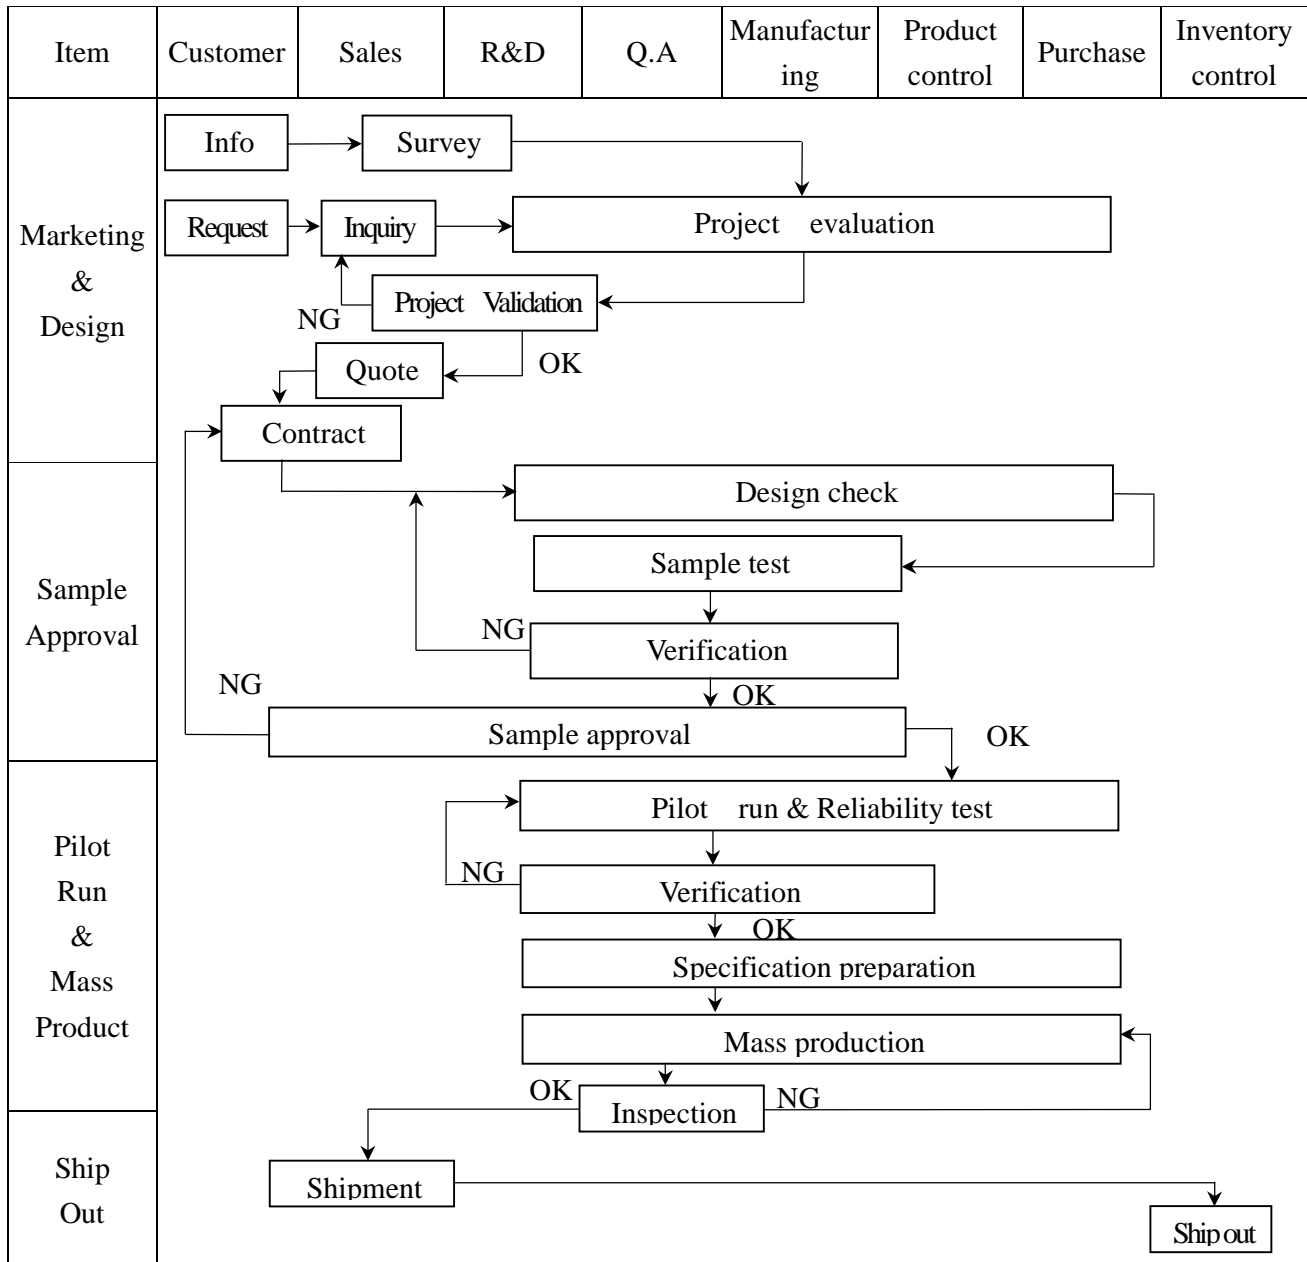 Item
Customer
Sales
R&D
Q.A
Manufactur
ing
Product
control
Purchase
Inventory
control
Marketing
&
Design
Info
Survey
Request
Inquiry
Project evaluation
Project Validation
NG
Quote
OK
Contract
Sample
Approval
Design check
Sample test
NG
Verification
NG
OK
Sample approval
OK
Pilot
Run
&
Mass
Product
Pilot run & Reliability test
NG
Verification
OK
Specification preparation
Mass production
OK
Inspection
NG
Ship
Out
Shipment
Ship out